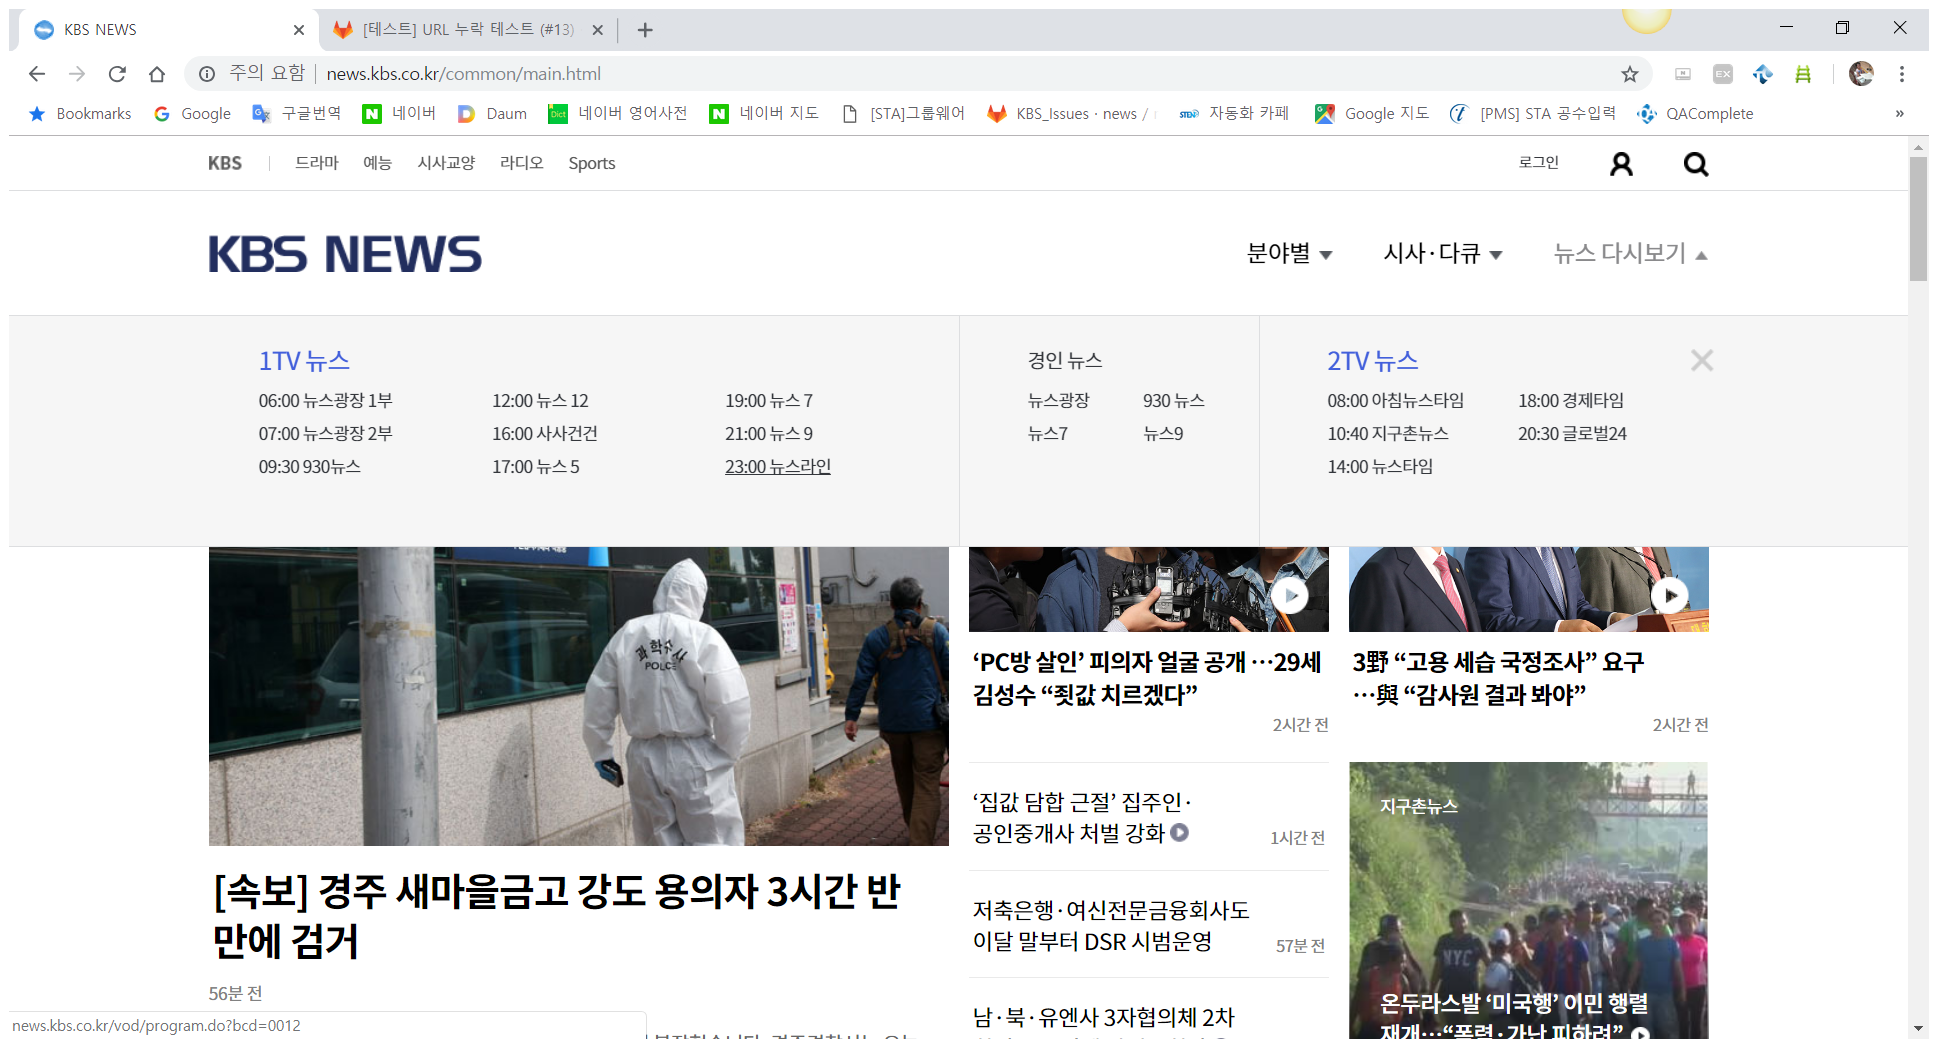 KBS NEWS
[테스트] URL 누락 테스트 (#13)
주의 요함 news.kbs.co.kr/common/main.html
EX
Bookmarks Google 구글번역 네이버 Daum 네이버 영어사전 네이버 지도 [STA]그룹웨어 KBS_Issues · news / 자동화 카페 Google 지도 [PMS] STA 공수입력 QAComplete »
KBS 드라마 예능 시사교양 라디오 Sports 로그인
KBS NEWS 분야별 시사·다큐 뉴스 다시보기
1TV 뉴스
06:00 뉴스광장 1부 12:00 뉴스 12 19:00 뉴스 7
07:00 뉴스광장 2부 16:00 사사건건 21:00 뉴스 9
09:30 930뉴스 17:00 뉴스 5 23:00 뉴스라인
경인 뉴스
뉴스광장 930 뉴스
뉴스7 뉴스9
2TV 뉴스
08:00 아침뉴스타임 18:00 경제타임
10:40 지구촌뉴스 20:30 글로벌24
14:00 뉴스타임
과학수사
POLICE
[속보] 경주 새마을금고 강도 용의자 3시간 반
만에 검거
56분 전
‘PC방 살인’ 피의자 얼굴 공개 …29세
김성수 “죗값 치르겠다”
2시간 전
3野 “고용 세습 국정조사” 요구
…與 “감사원 결과 봐야”
2시간 전
‘집값 담합 근절’ 집주인·
공인중개사 처벌 강화
1시간 전
저축은행·여신전문금융회사도
이달 말부터 DSR 시범운영
57분 전
남·북·유엔사 3자협의체 2차
지구촌뉴스
NYC
온두라스발 ‘미국행’ 이민 행렬
재개…“폭력·가난 피하려”
news.kbs.co.kr/vod/program.do?bcd=0012